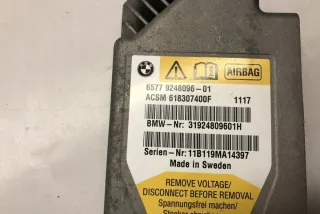 AIRBAG
6577 9248096-01
ACSM 618307400F 1117
BMW-Nr: 31924809601H
Serien-Nr: 11B119MA14397
Made in Sweden
REMOVE VOLTAGE/
DISCONNECT BEFORE REMOVAL
Spannungsfrei machen/